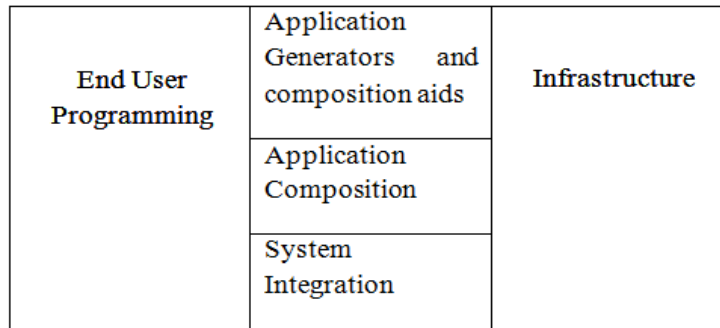 End User
Programming
Application
Generators and
composition aids
Application
Composition
System
Integration
Infrastructure